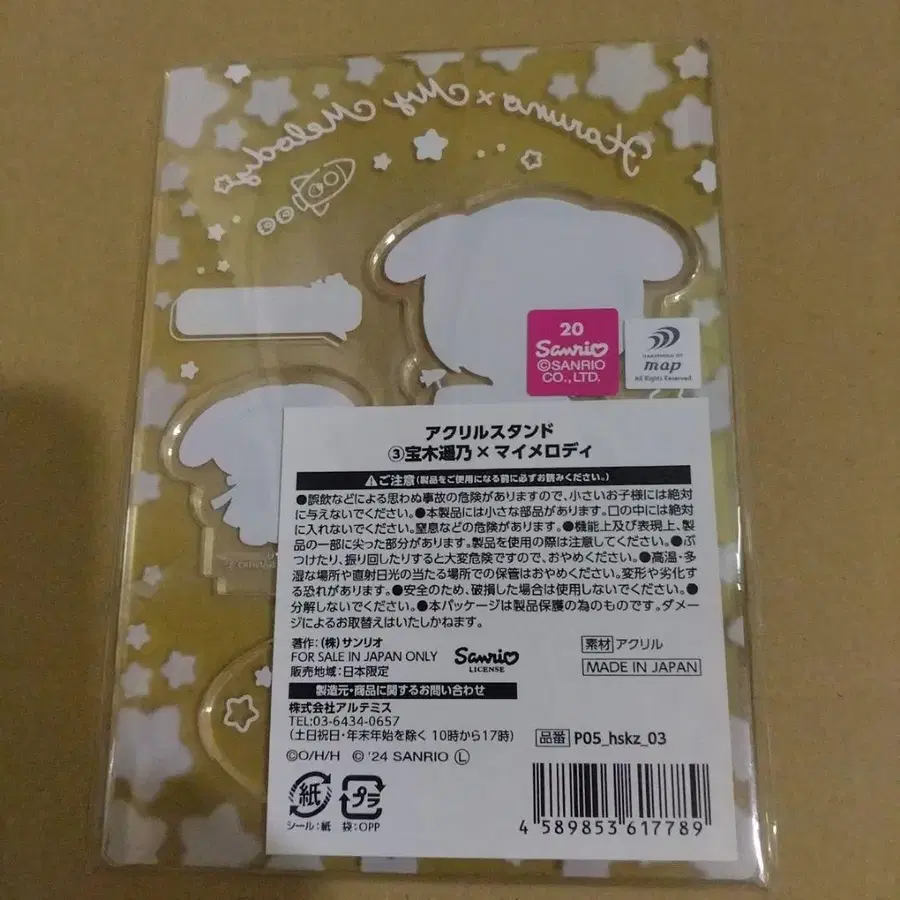 Haruno × My Melody
20
Sanrio
©SANRIO
CO., LTD.
map
All Rights Reserved.
アクリルスタンド
③宝木遥乃×マイメロディ
⚠ご注意(製品をご使用になる前に必ずお読みください。)
●誤飲などによる思わぬ事故の危険がありますので、小さいお子様には絶対
に与えないでください。●本製品には小さな部品があります。口の中には絶対
に入れないでください。窒息などの危険があります。●機能上及び表現上、製
品の一部に尖った部分があります。製品を使用の際は注意してください。●ぶ
つけたり、振り回したりすると大変危険ですので、おやめください。●高温・多
湿な場所や直射日光の当たる場所での保管はおやめください。変形や劣化す
る恐れがあります。●安全のため、破損した場合は使用しないでください。●
分解しないでください。●本パッケージは製品保護の為のものです。ダメー
ジによるお取替えはいたしかねます。
著作:(株)サンリオ
FOR SALE IN JAPAN ONLY
販売地域:日本限定
Sanrio
LICENSE
素材 アクリル
MADE IN JAPAN
製造元・商品に関するお問い合わせ
株式会社アルテミス
TEL:03-6434-0657
(土日祝日・年末年始を除く 10時から17時)
品番 P05_hskz_03
©O/H/H © '24 SANRIO Ⓛ
紙
プラ
シール:紙 袋:OPP
4 589853 617789